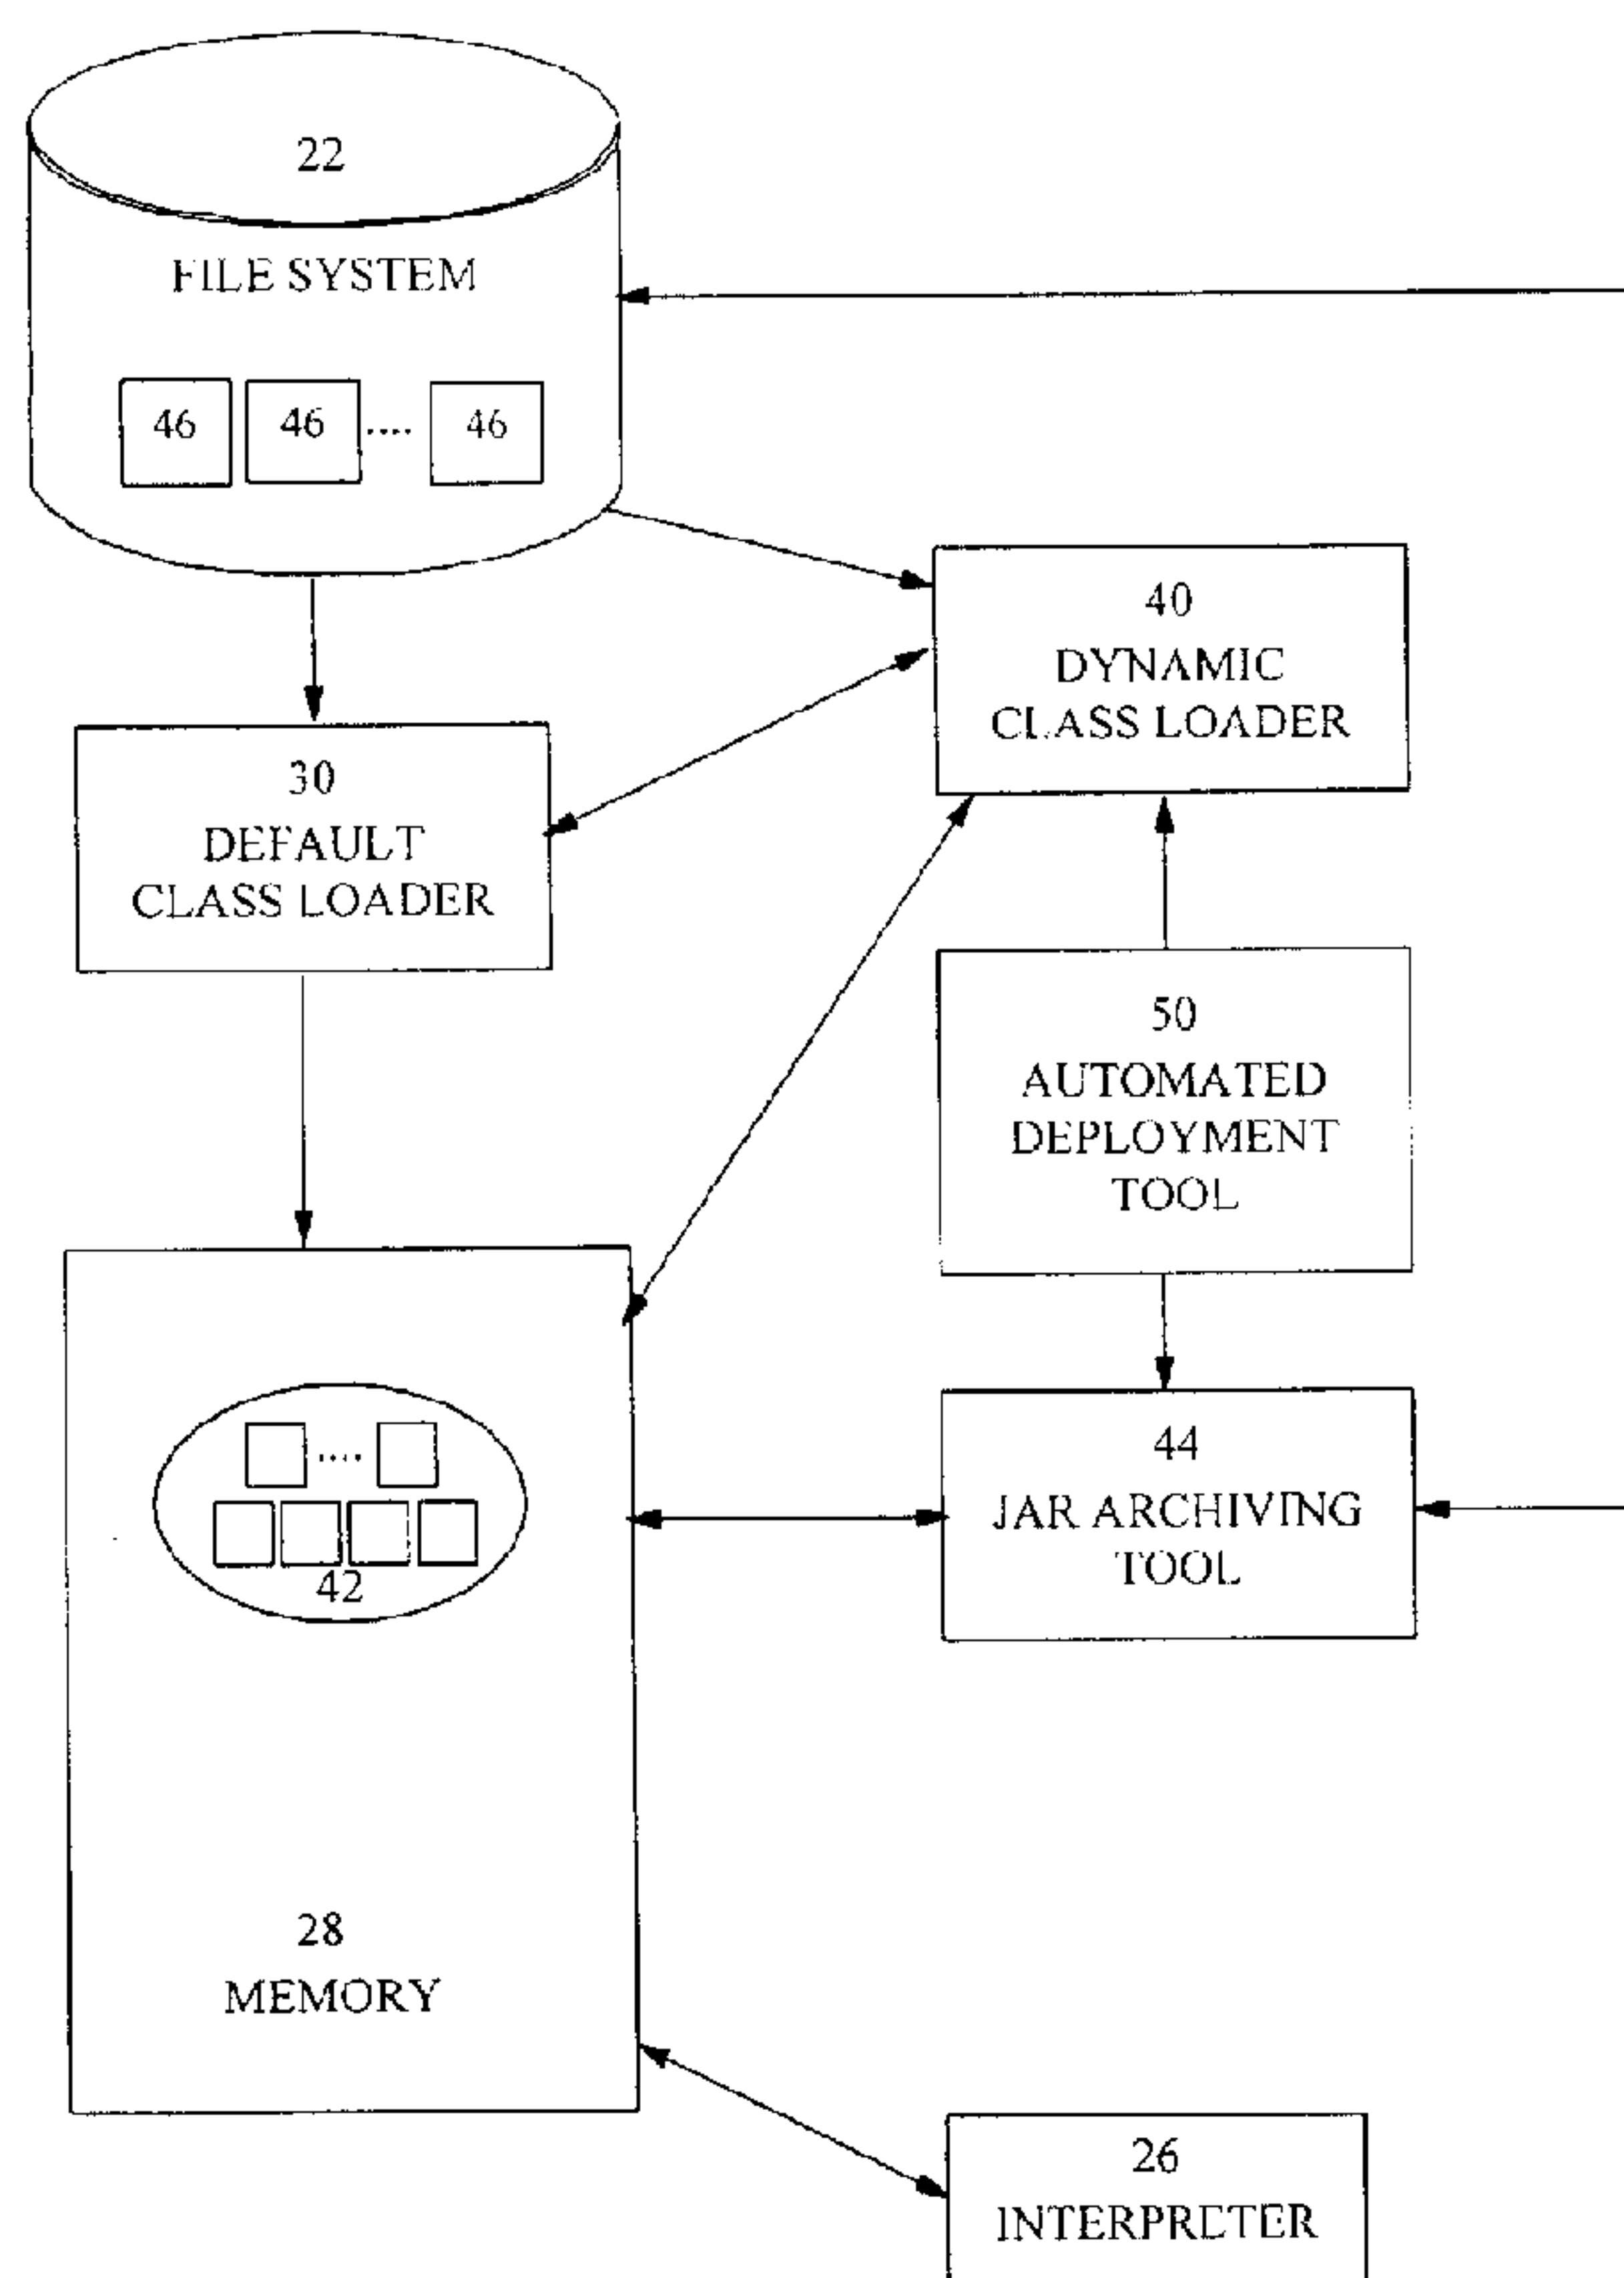 22
FILE SYSTEM
46 46 .... 46
40
DYNAMIC
CLASS LOADER
30
DEFAULT
CLASS LOADER
50
AUTOMATED
DEPLOYMENT
TOOL
....
42
44
JAR ARCHIVING
TOOL
28
MEMORY
26
INTERPRETER